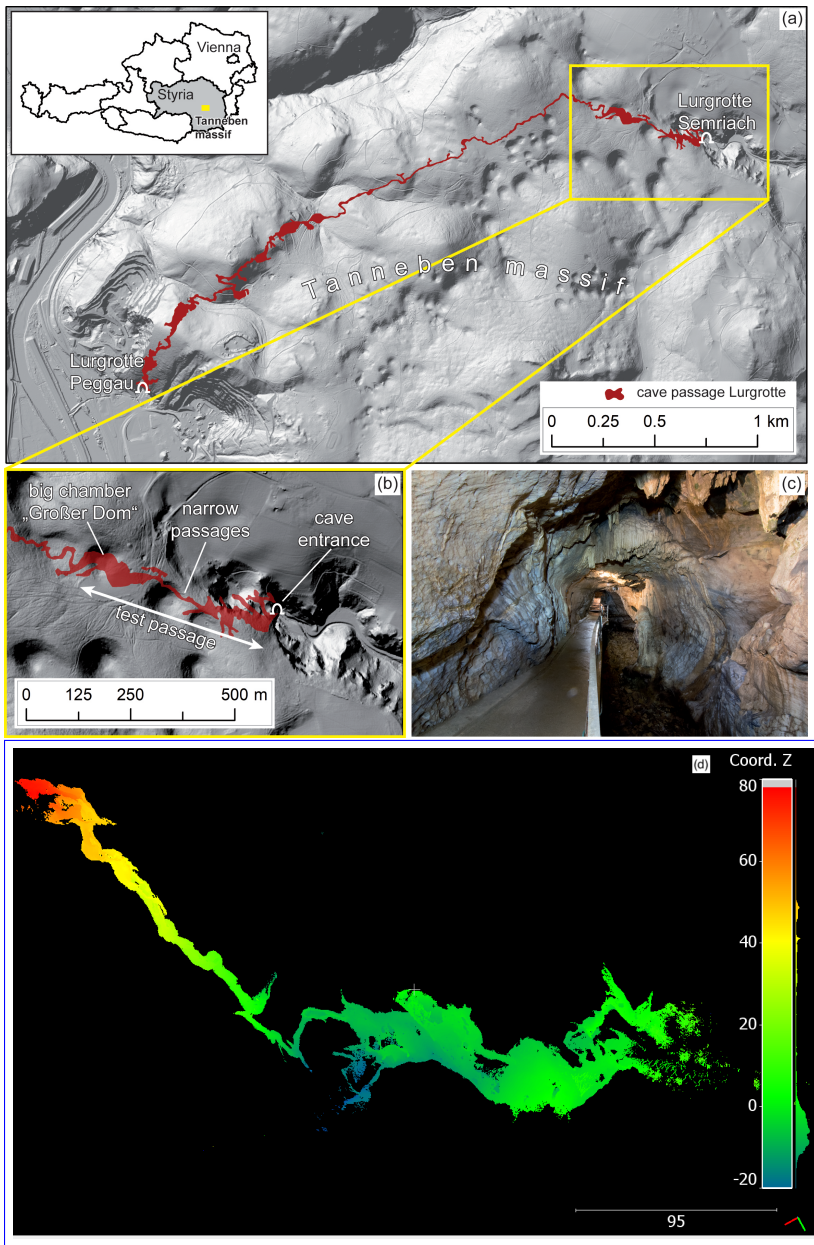 (a)
Vienna
Styria
Tanneben
massif
Lurgrotte
Semriach
Tanneben massif
Lurgrotte
Peggau
cave passage Lurgrotte
0 0.25 0.5 1 km
(b)
big chamber
„Großer Dom“
narrow
passages
cave
entrance
test passage
0 125 250 500 m
(c)
(d)
Coord. Z
80
60
40
20
0
-20
95